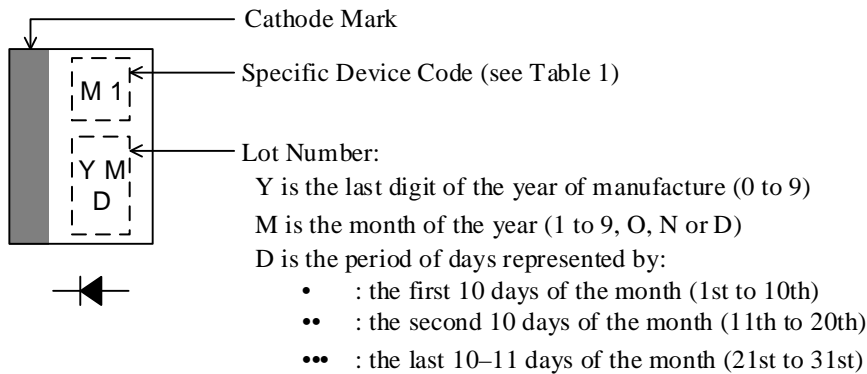 Cathode Mark
Specific Device Code (see Table 1)
M 1
Lot Number:
Y M
D
Y is the last digit of the year of manufacture (0 to 9)
M is the month of the year (1 to 9, O, N or D)
D is the period of days represented by:
• : the first 10 days of the month (1st to 10th)
•• : the second 10 days of the month (11th to 20th)
••• : the last 10–11 days of the month (21st to 31st)